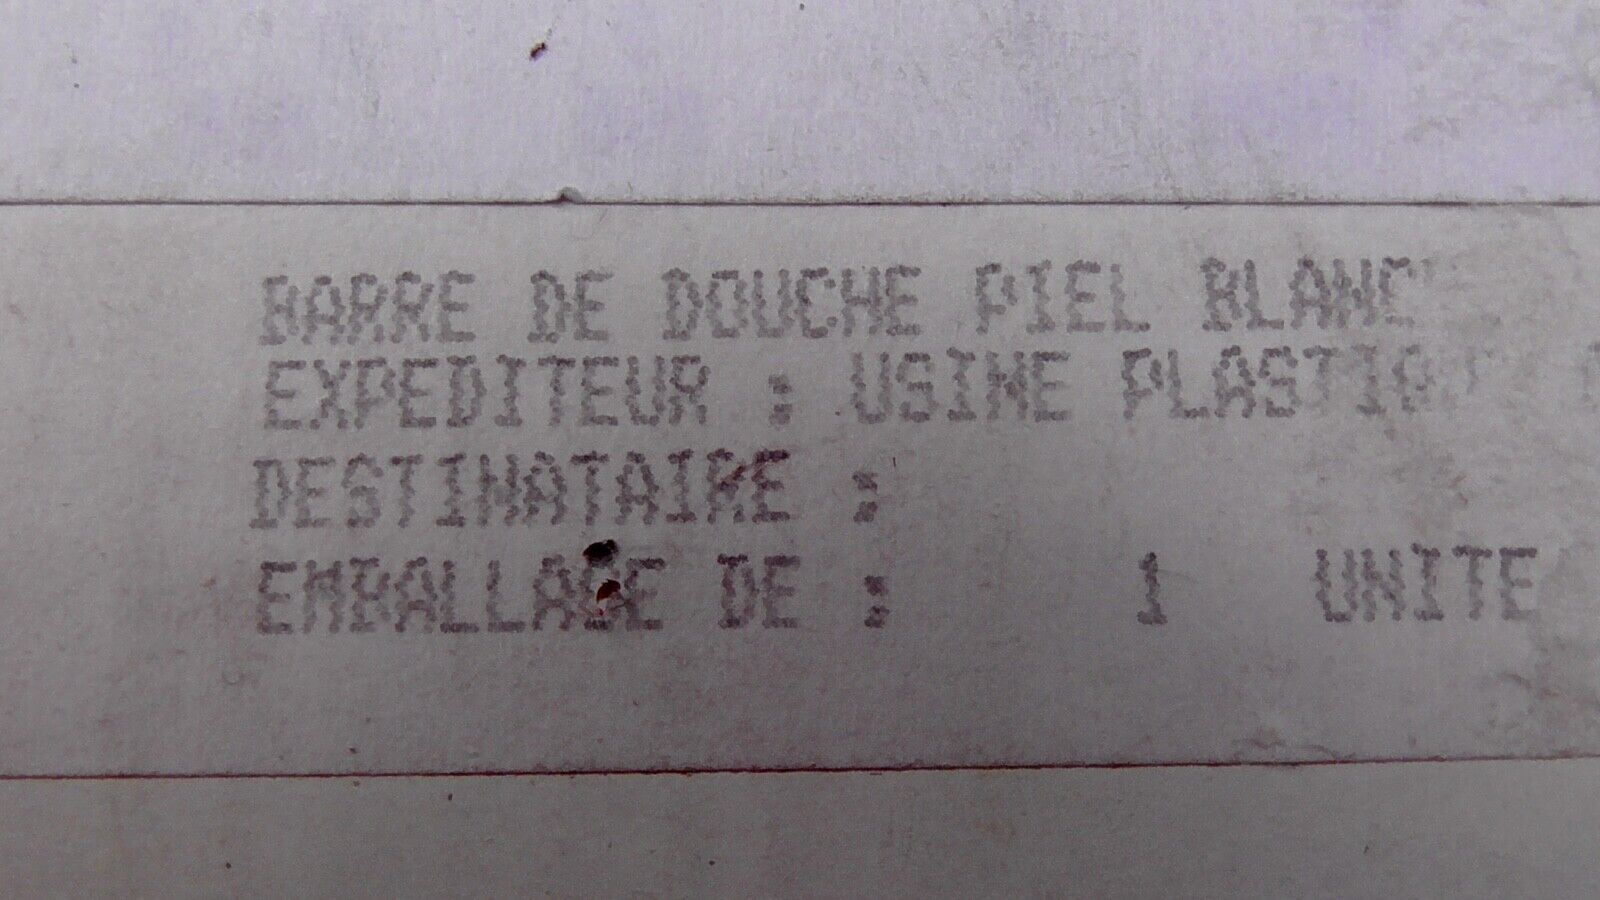 BARRE DE DOUCHE PIEL BLANC
EXPEDITEUR : USINE
DESTINATAIRE :
EMBALLAGE DE : 1 UNITE